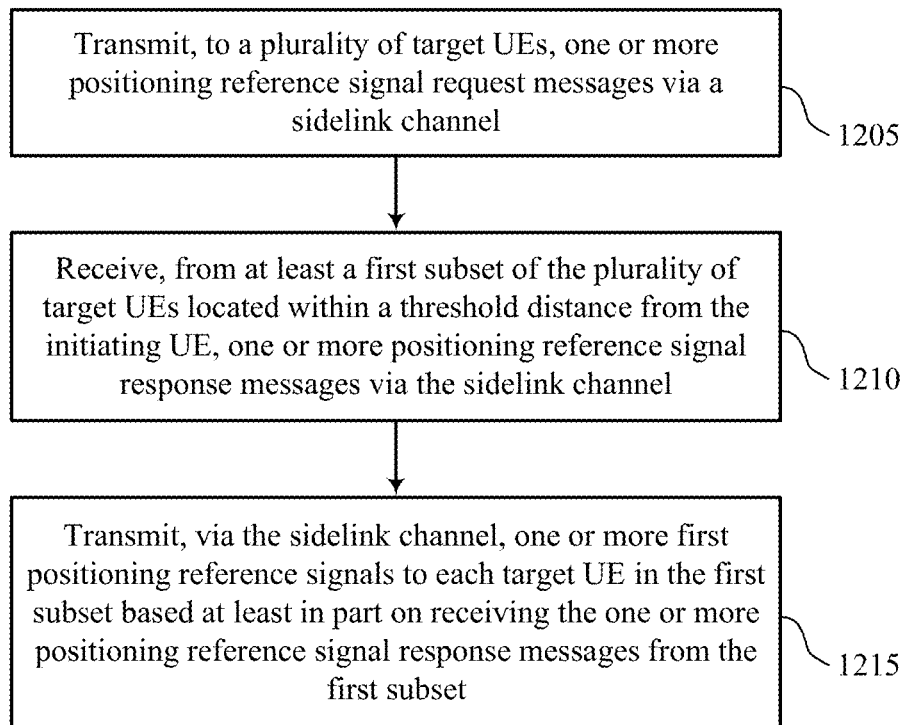 Transmit, to a plurality of target UEs, one or more
positioning reference signal request messages via a
sidelink channel
1205
Receive, from at least a first subset of the plurality of
target UEs located within a threshold distance from the
initiating UE, one or more positioning reference signal
response messages via the sidelink channel
1210
Transmit, via the sidelink channel, one or more first
positioning reference signals to each target UE in the first
subset based at least in part on receiving the one or more
positioning reference signal response messages from the
first subset
1215